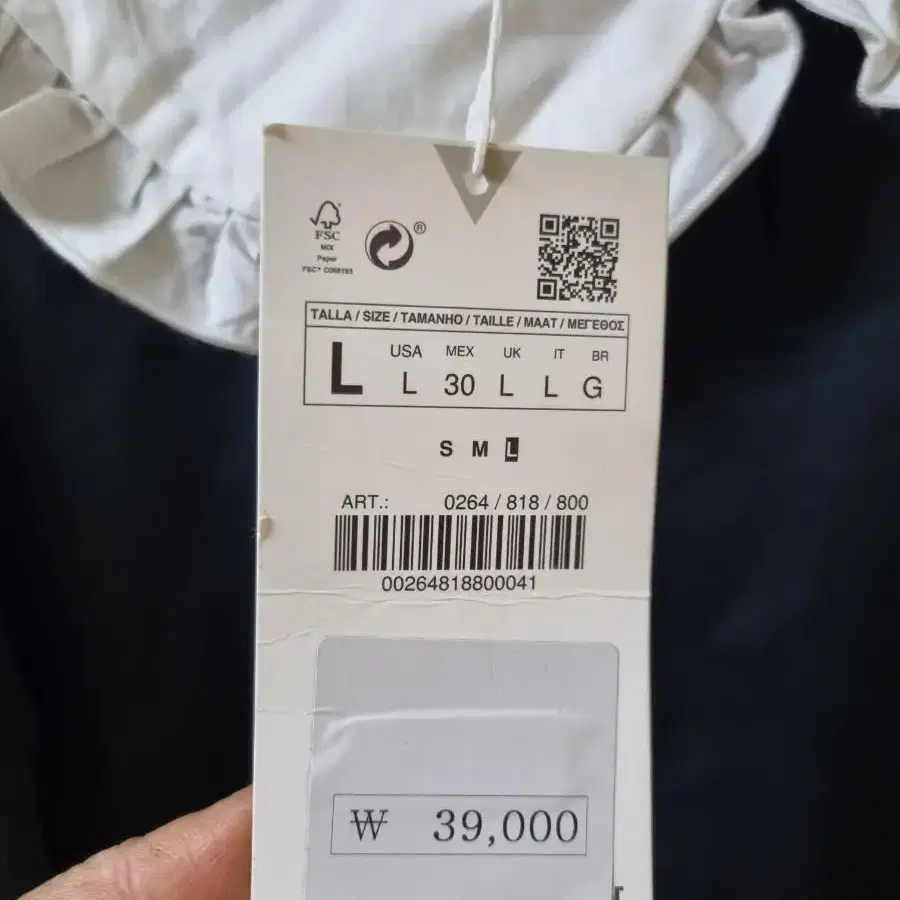 FSC
MIX
Paper
FSC® C068193
®
TALLA / SIZE / TAMANHO / TAILLE / MAAT / ΜΕΓΕΘΟΣ
L
USA MEX UK IT BR
L 30 L L G
S M L
ART.: 0264 / 818 / 800
00264818800041
₩ 39,000